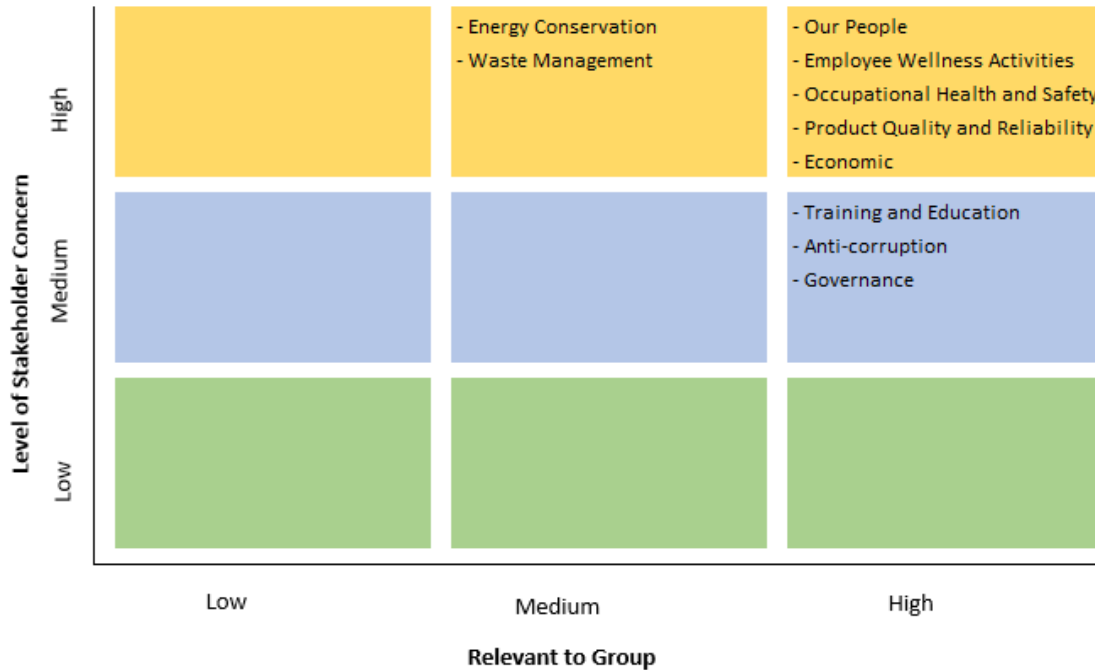 Level of Stakeholder Concern
High
- Energy Conservation
- Waste Management
- Our People
- Employee Wellness Activities
- Occupational Health and Safety
- Product Quality and Reliability
- Economic
Medium
- Training and Education
- Anti-corruption
- Governance
Low
Low
Medium
High
Relevant to Group